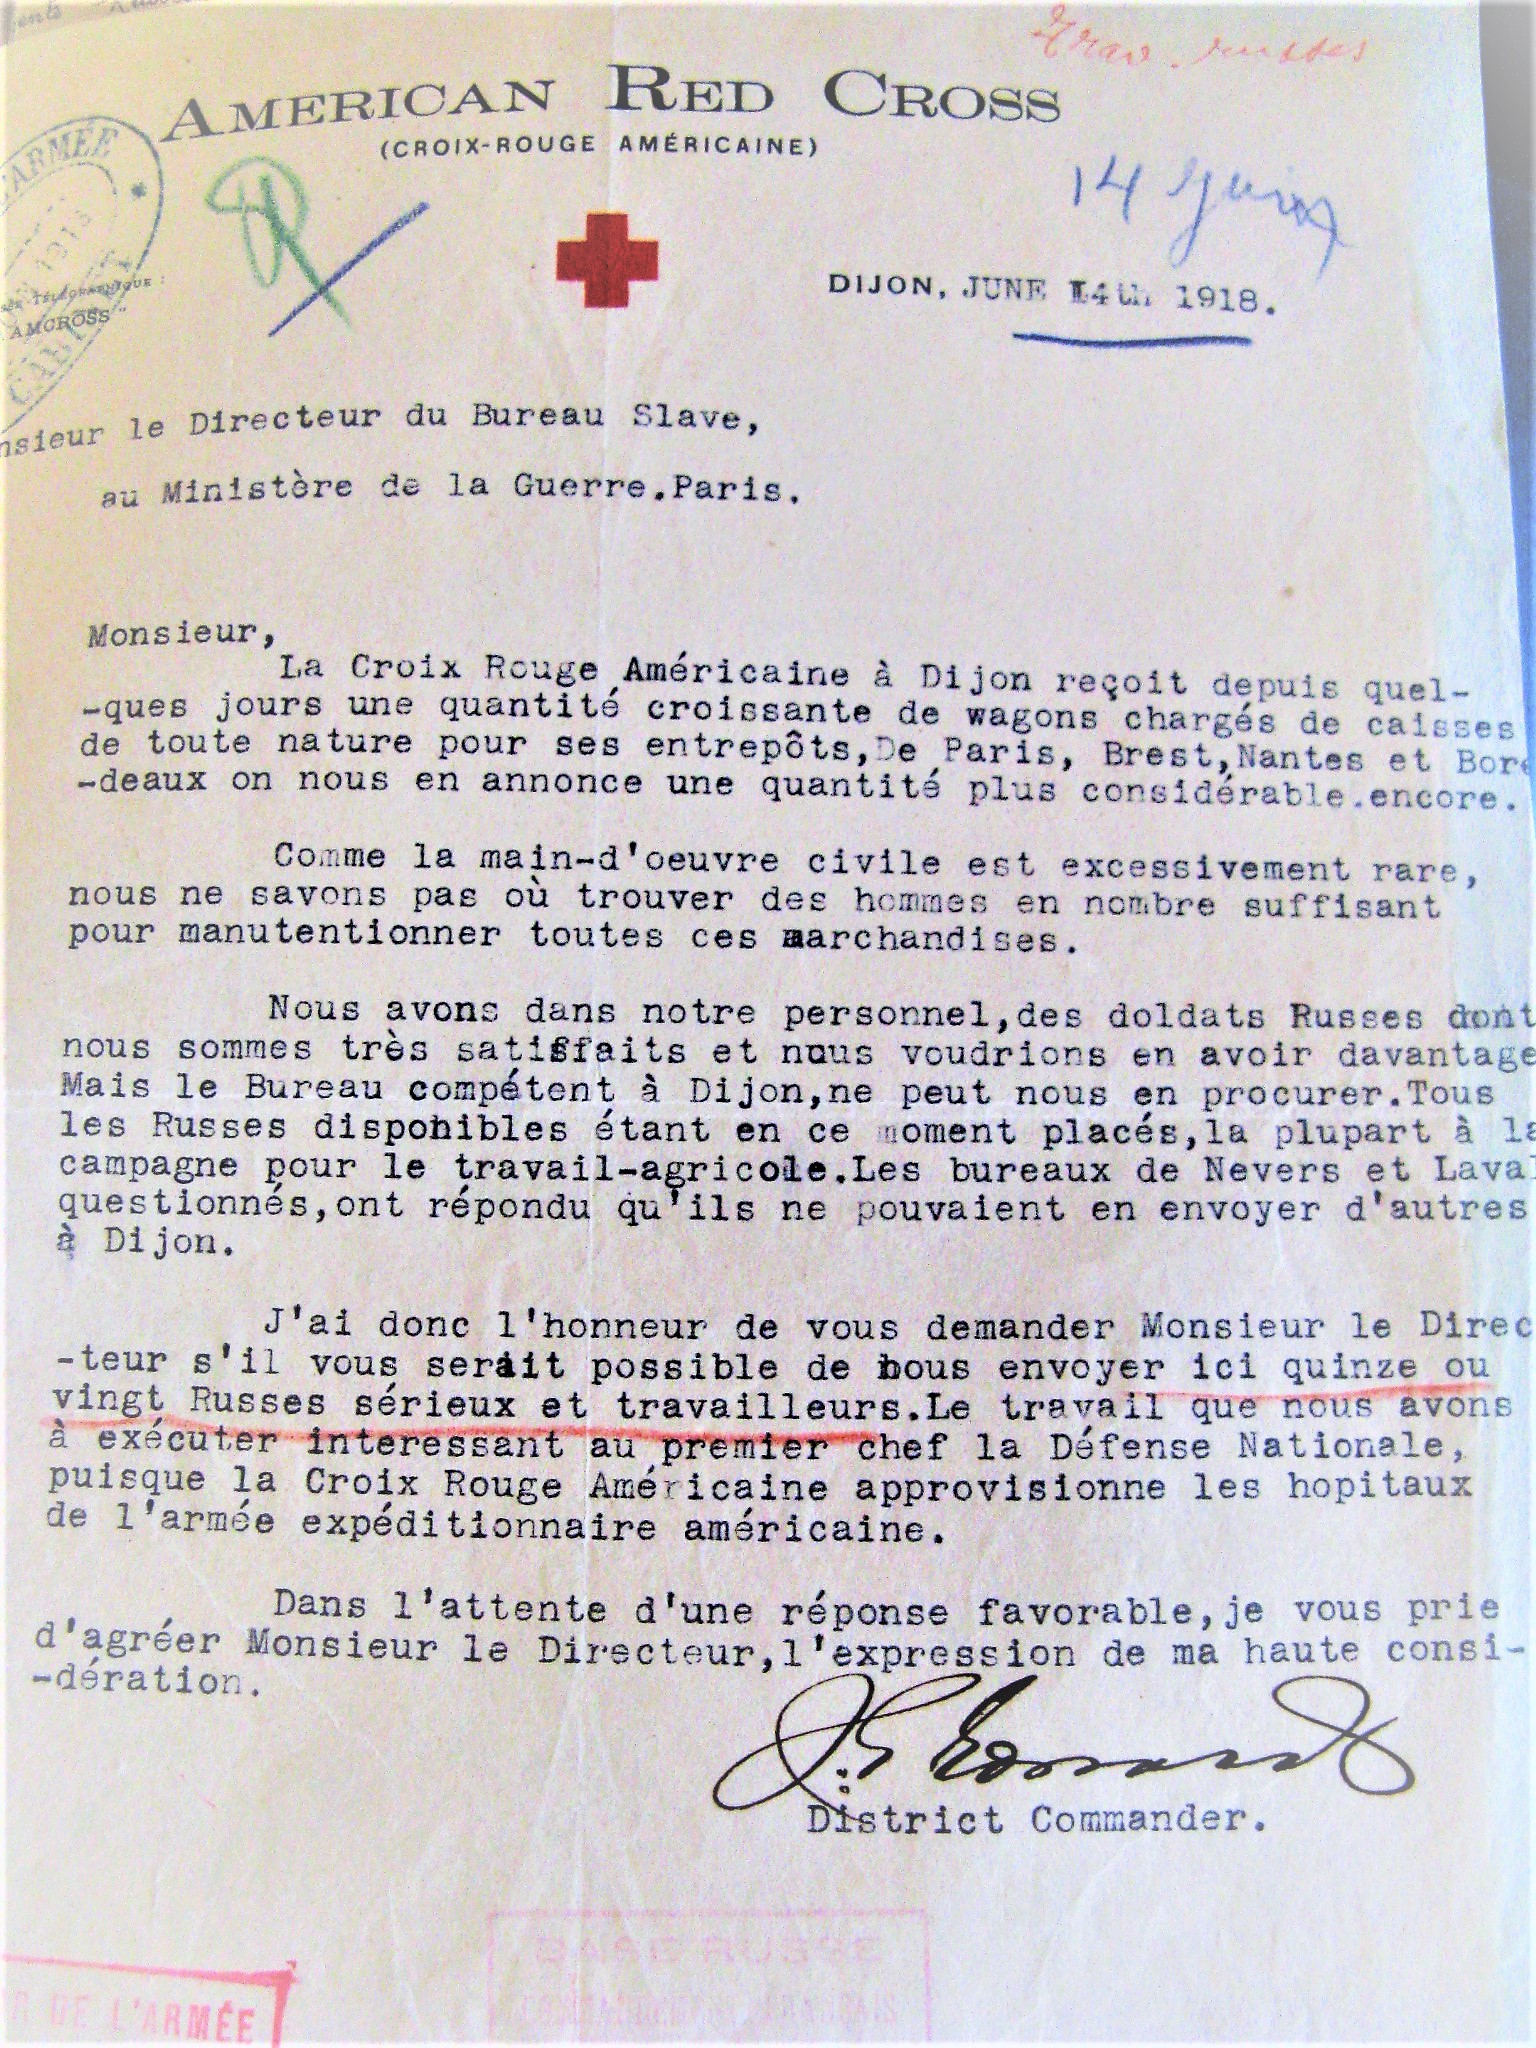 Trav. russes
AMERICAN RED CROSS
(CROIX-ROUGE AMÉRICAINE)
L'ARMÉE
14 Juin
DIJON, JUNE 14th 1918.
TÉLÉGRAPHIQUE :
AMCROSS"
CABINET
nsieur le Directeur du Bureau Slave,
au Ministère de la Guerre.Paris.
Monsieur,
La Croix Rouge Américaine à Dijon reçoit depuis quel-
-ques jours une quantité croissante de wagons chargés de caisses
de toute nature pour ses entrepôts,De Paris, Brest,Nantes et Bor
-deaux on nous en annonce une quantité plus considérable.encore.
Comme la main-d'oeuvre civile est excessivement rare,
nous ne savons pas où trouver des hommes en nombre suffisant
pour manutentionner toutes ces marchandises.
Nous avons dans notre personnel,des doldats Russes dont
nous sommes très satisfaits et nous voudrions en avoir davantage
Mais le Bureau compétent à Dijon,ne peut nous en procurer.Tous
les Russes disponibles étant en ce moment placés,la plupart à la
campagne pour le travail-agricole.Les bureaux de Nevers et Laval
questionnés,ont répondu qu'ils ne pouvaient en envoyer d'autres
à Dijon.
J'ai donc l'honneur de vous demander Monsieur le Direc
-teur s'il vous serait possible de nous envoyer ici quinze ou
vingt Russes sérieux et travailleurs.Le travail que nous avons
à exécuter interessant au premier chef la Défense Nationale,
puisque la Croix Rouge Américaine approvisionne les hopitaux
de l'armée expéditionnaire américaine.
Dans l'attente d'une réponse favorable,je vous prie
d'agréer Monsieur le Directeur,l'expression de ma haute consi-
-dération.
District Commander.
DE L'ARMÉE